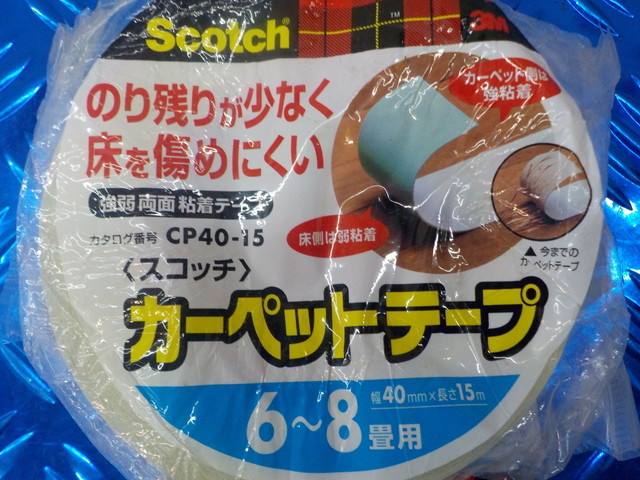 Scotch®
™
3M
のり残りが少なく
床を傷めにくい
カーペット側は
強粘着
強弱両面粘着テープ
カタログ番号 CP40-15
床側は弱粘着
▲今までの
カーペットテープ
〈スコッチ〉
カーペットテープ
6〜8畳用
幅40mm×長さ15m